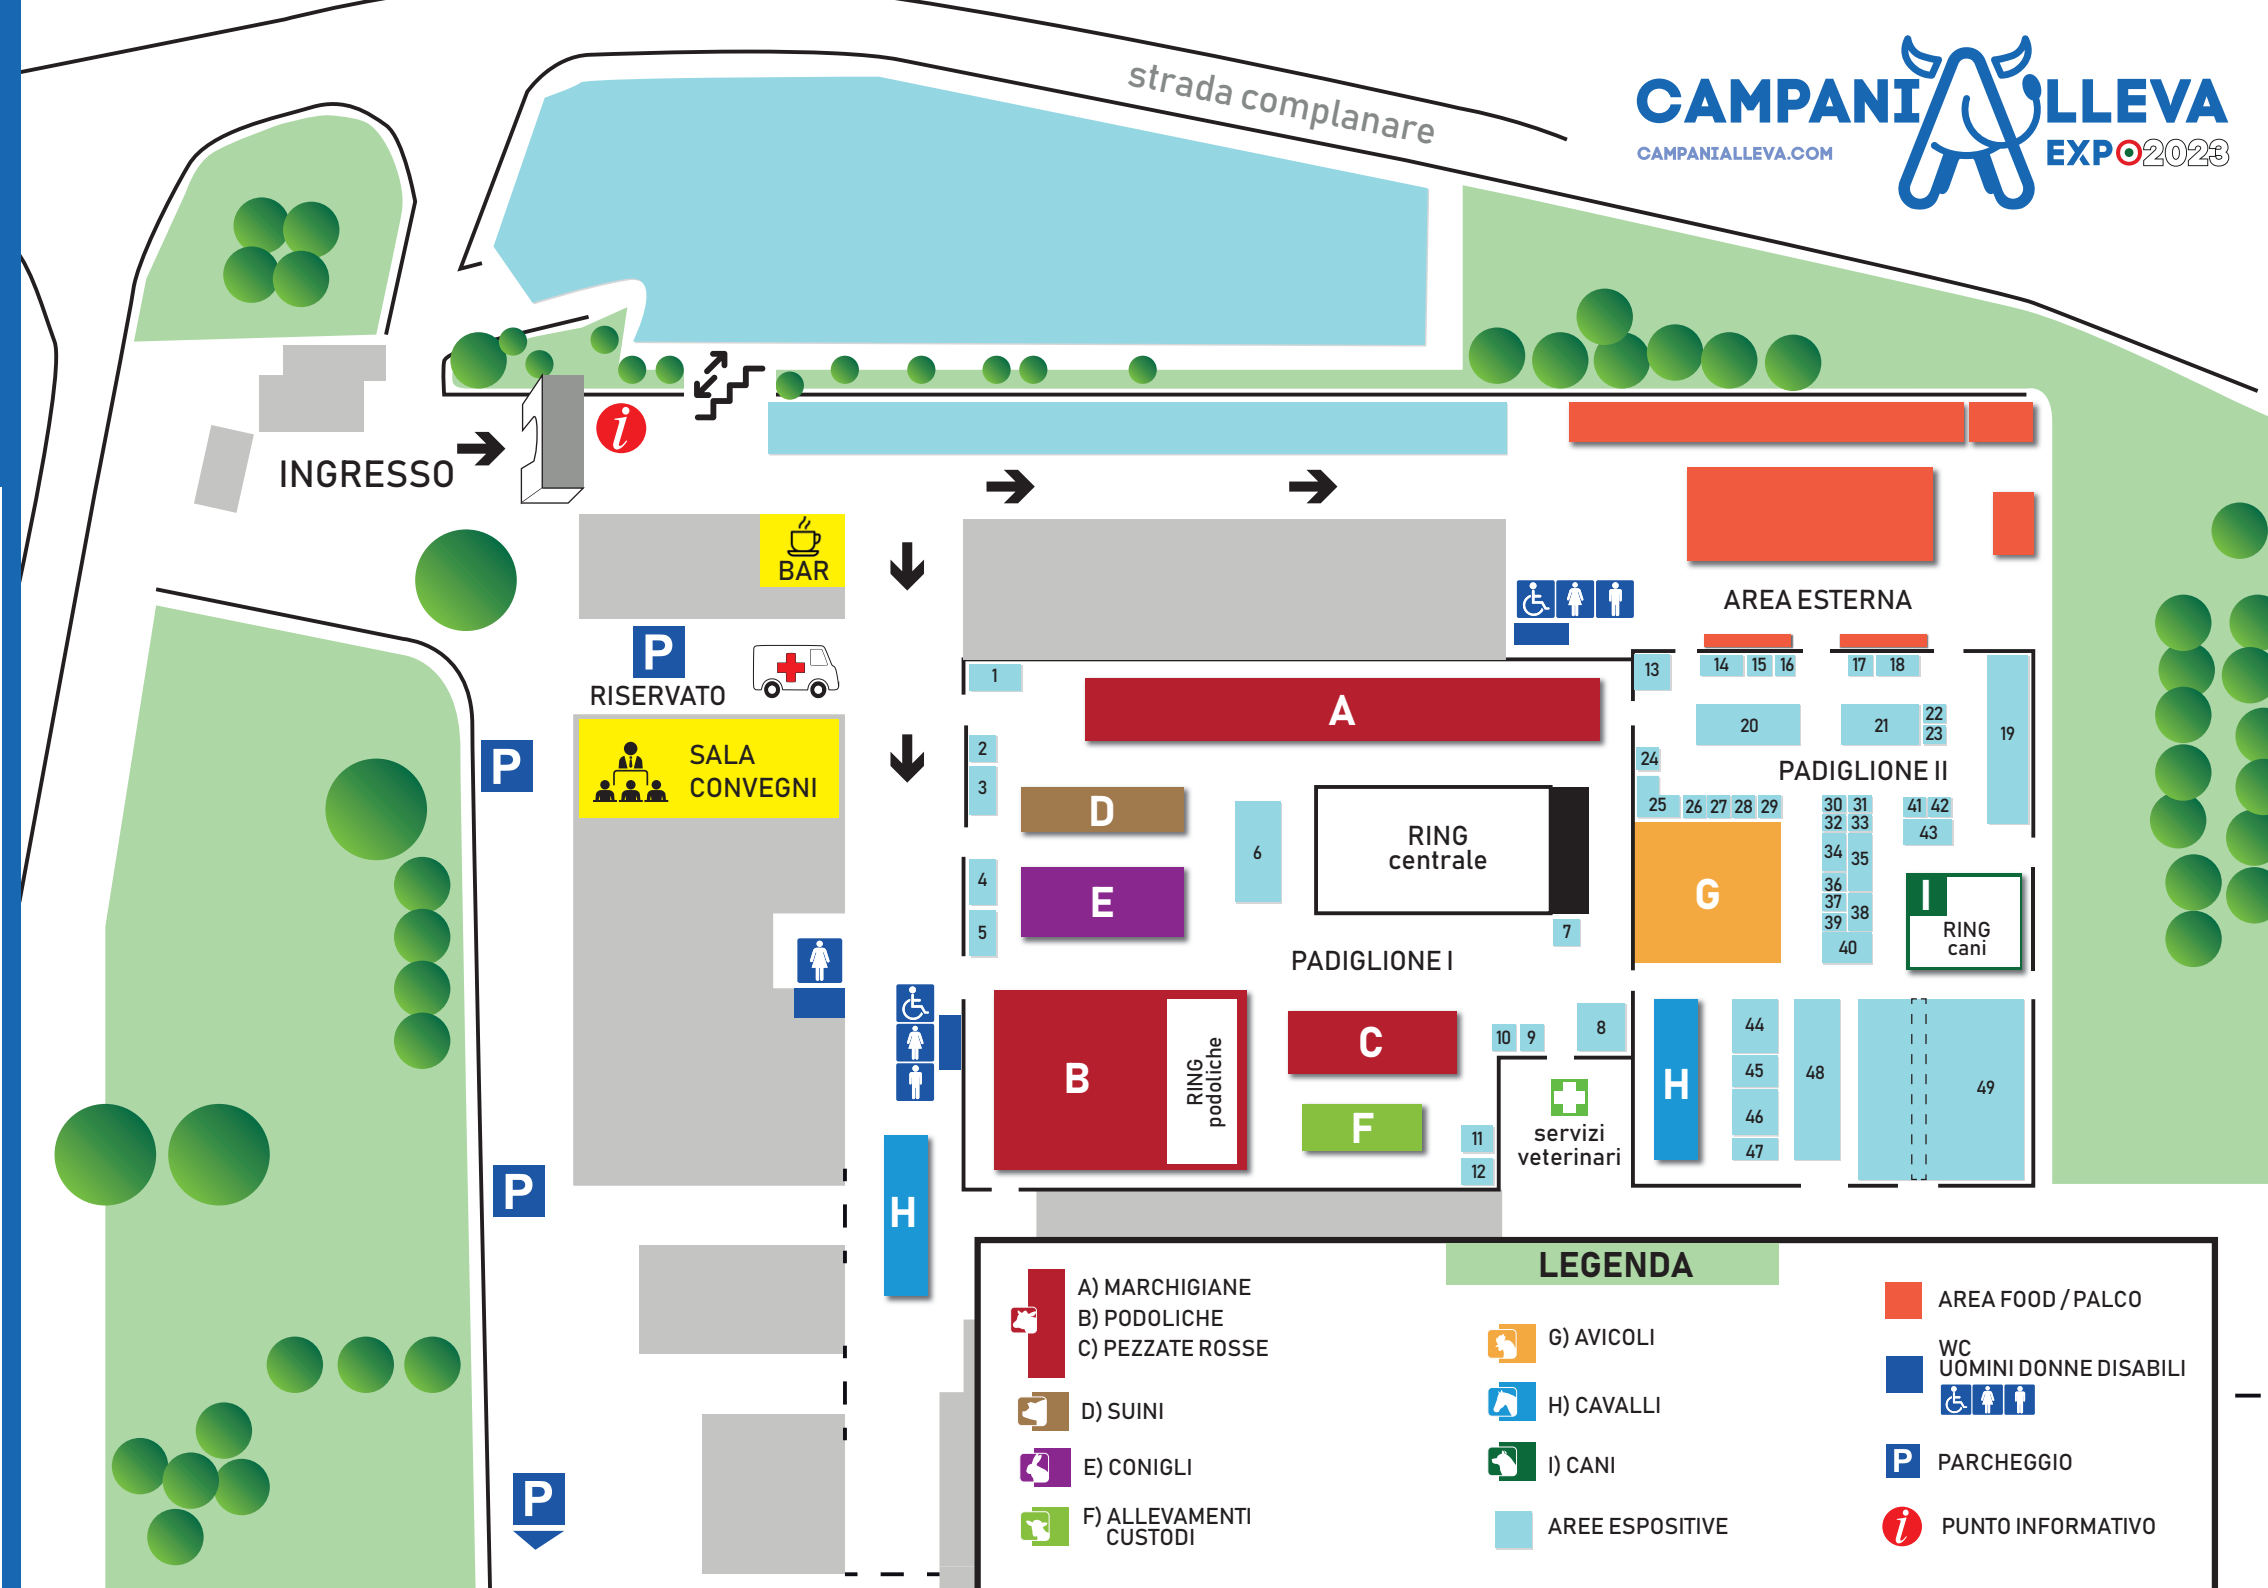 strada complanare
CAMPANIALLEVA
CAMPANIALLEVA.COM
EXPO2023
INGRESSO
i
BAR
P
RISERVATO
AREA ESTERNA
P
SALA
CONVEGNI
1
A
13
14
15
16
17
18
19
20
21
22
23
2
3
D
6
RING
centrale
24
25
26
27
28
29
PADIGLIONE II
30
31
32
33
34
35
36
37
38
39
40
41
42
43
4
5
E
7
G
I
RING
cani
PADIGLIONE I
B
RING
podoliche
C
10
9
8
F
11
12
servizi
veterinari
H
44
45
46
47
48
49
P
H
P
LEGENDA
A) MARCHIGIANE
B) PODOLICHE
C) PEZZATE ROSSE
D) SUINI
E) CONIGLI
F) ALLEVAMENTI
CUSTODI
G) AVICOLI
H) CAVALLI
I) CANI
AREE ESPOSITIVE
AREA FOOD / PALCO
WC
UOMINI DONNE DISABILI
P PARCHEGGIO
i PUNTO INFORMATIVO